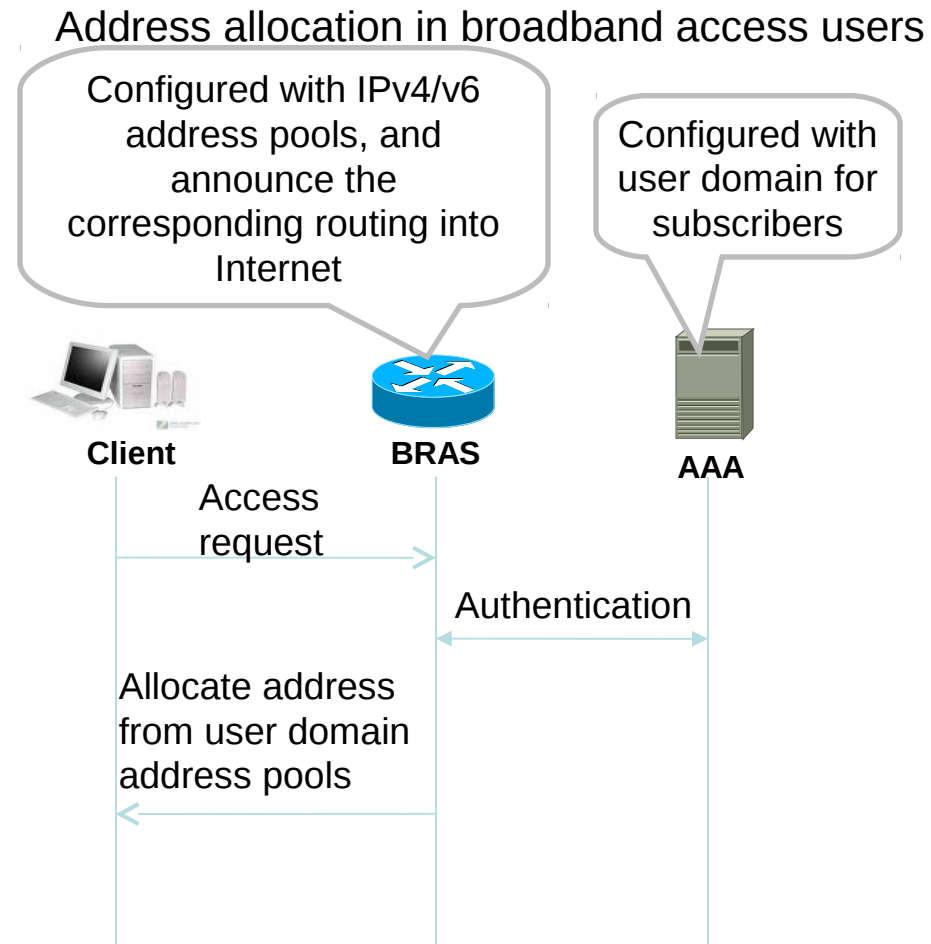 Address allocation in broadband access users
Configured with IPv4/v6
address pools, and
announce the
corresponding routing into
Internet
Configured with
user domain for
subscribers
Client
BRAS
AAA
Access
request
Authentication
Allocate address
from user domain
address pools